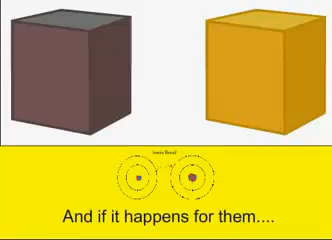 Ionic Bond
And if it happens for them....